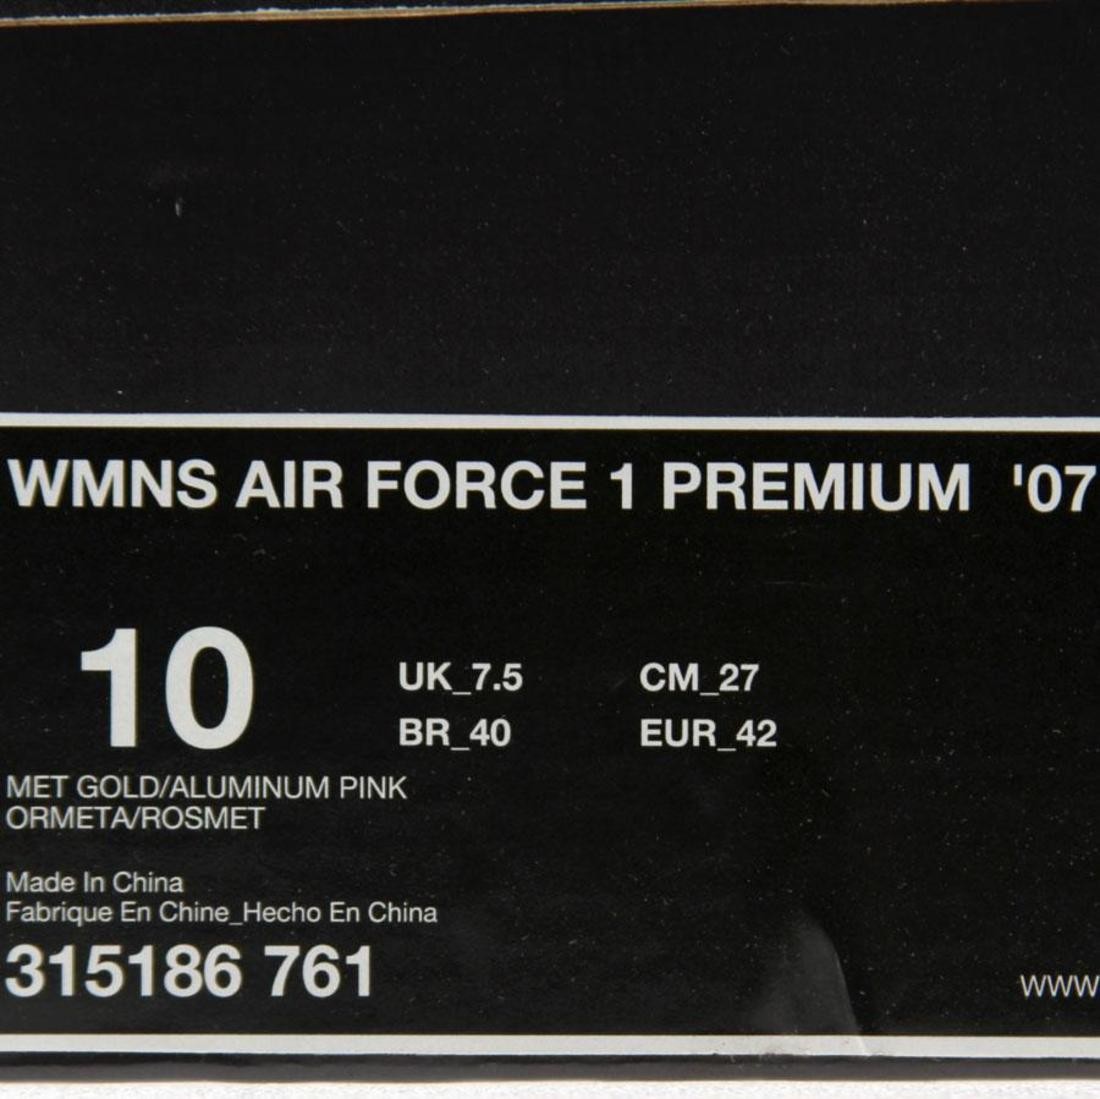 WMNS AIR FORCE 1 PREMIUM '07
10
UK_7.5 CM_27
BR_40 EUR_42
MET GOLD/ALUMINUM PINK
ORMETA/ROSMET
Made In China
Fabrique En Chine_Hecho En China
315186 761
www